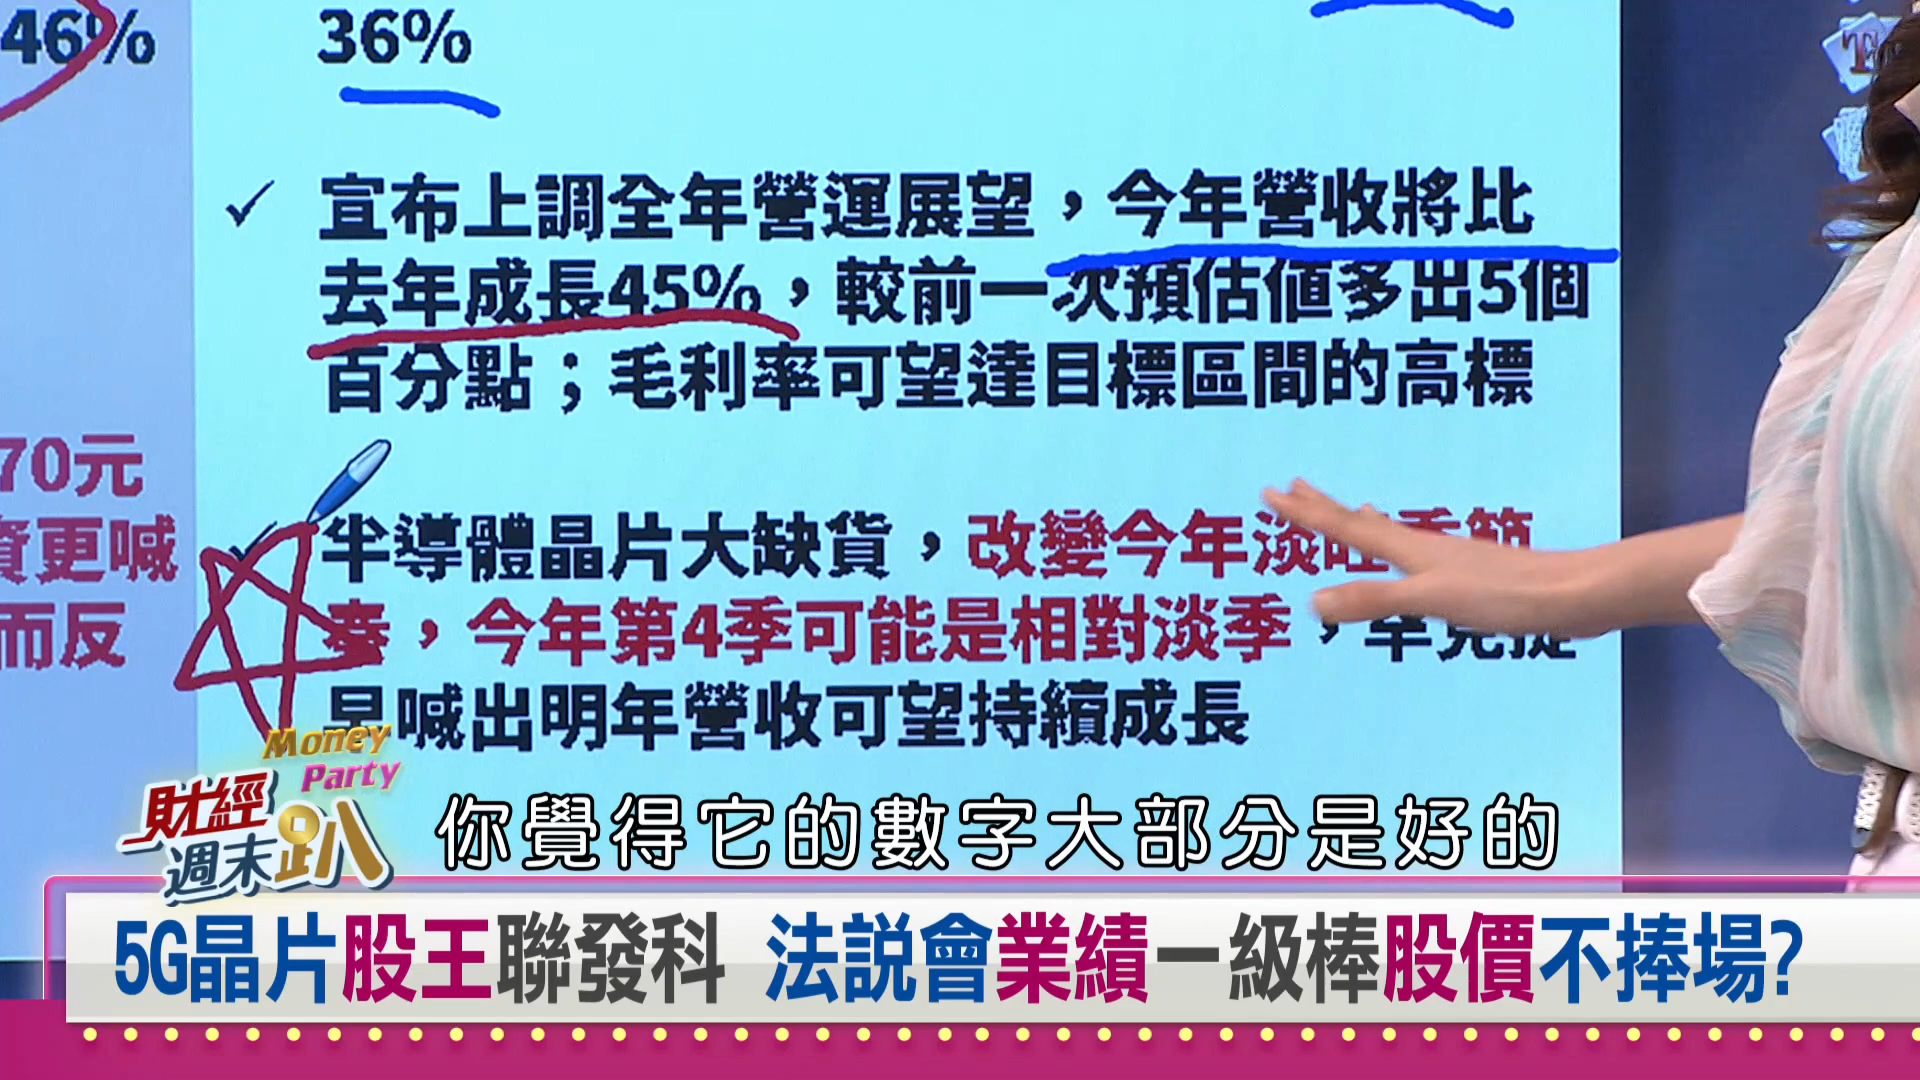 46%
36%
宣布上調全年營運展望，今年營收將比
去年成長45%，較前一次預估值多出5個
百分點；毛利率可望達目標區間的高標
70元
資更喊
而反
半導體晶片大缺貨，改變今年淡旺季節
奏，今年第4季可能是相對淡季，罕見提
早喊出明年營收可望持續成長
Money
Party
財經
週末趴
你覺得它的數字大部分是好的
5G晶片股王聯發科 法說會業績一級棒股價不捧場?